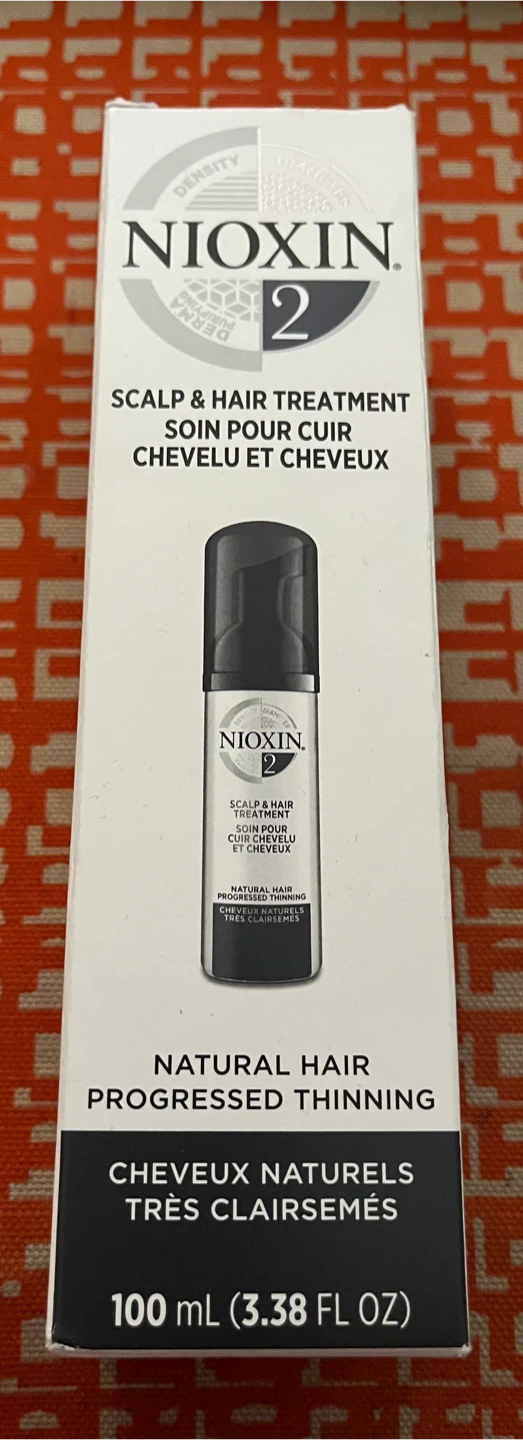 DENSITY DIAMETER
NIOXIN®
DERMA PURIFYING 2
SCALP & HAIR TREATMENT
SOIN POUR CUIR
CHEVELU ET CHEVEUX
DENSITY
NIOXIN
2
SCALP & HAIR
TREATMENT
SOIN POUR
CUIR CHEVELU
ET CHEVEUX
NATURAL HAIR
PROGRESSED THINNING
CHEVEUX NATURELS
TRÈS CLAIRSEMÉS
NATURAL HAIR
PROGRESSED THINNING
CHEVEUX NATURELS
TRÈS CLAIRSEMÉS
100 mL (3.38 FL OZ)